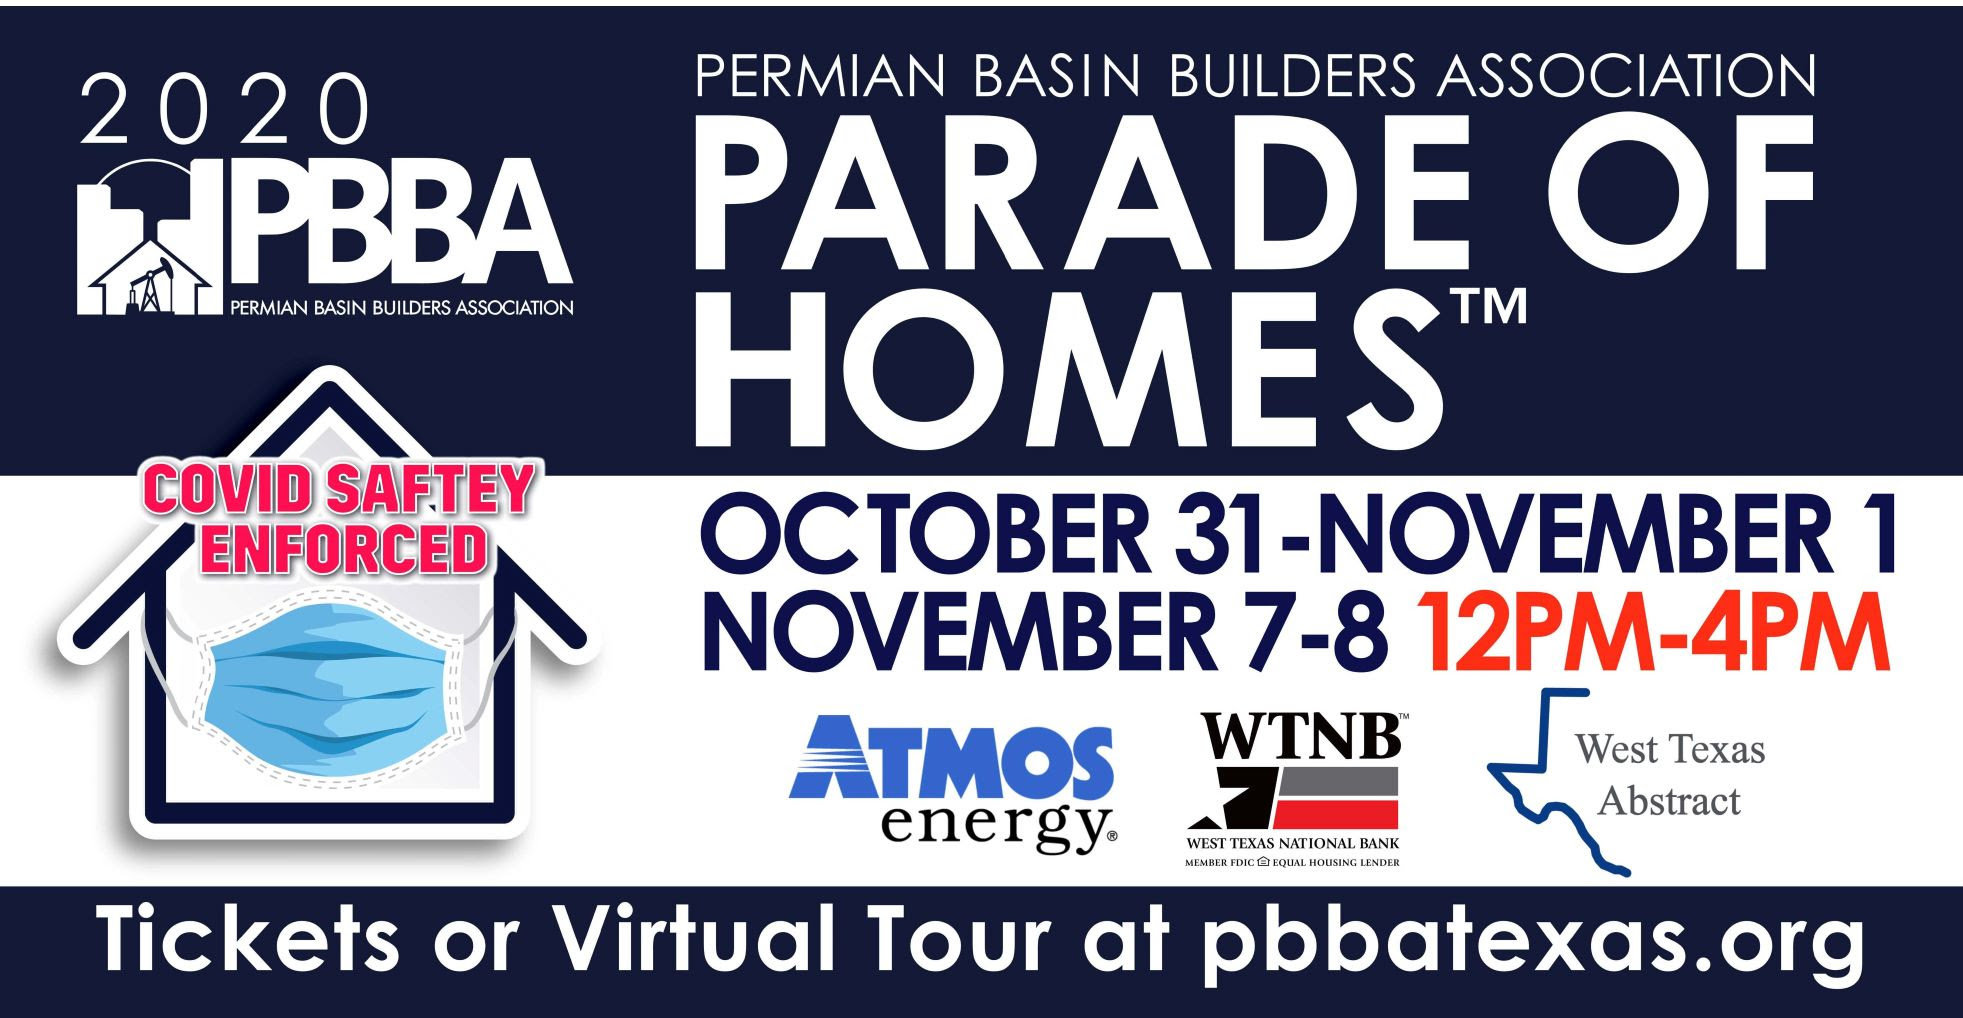 2020
PBBA
PERMIAN BASIN BUILDERS ASSOCIATION
PERMIAN BASIN BUILDERS ASSOCIATION
PARADE OF
HOMES™
COVID SAFTEY
ENFORCED
OCTOBER 31-NOVEMBER 1
NOVEMBER 7-8 12PM-4PM
ATMOS
energy®
WTNB™
WEST TEXAS NATIONAL BANK
MEMBER FDIC EQUAL HOUSING LENDER
West Texas
Abstract
Tickets or Virtual Tour at pbbatexas.org